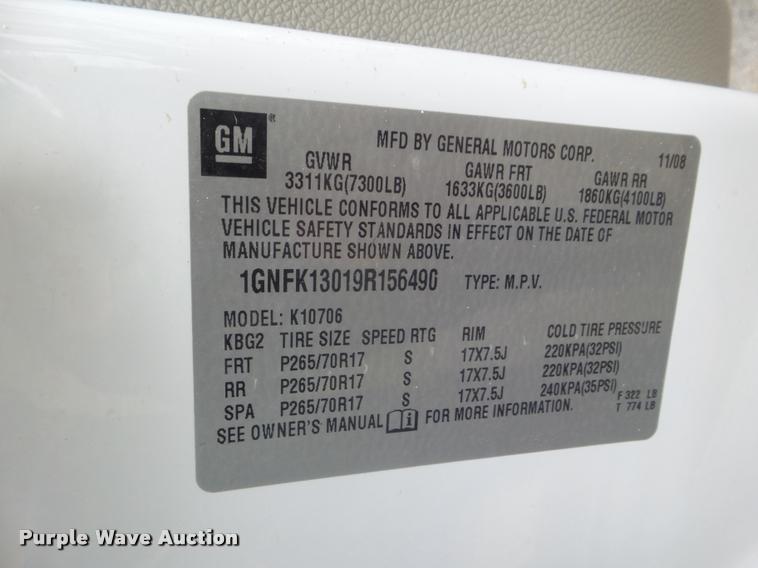 GM ®
MFD BY GENERAL MOTORS CORP. 11/08
GVWR GAWR FRT GAWR RR
3311KG(7300LB) 1633KG(3600LB) 1860KG(4100LB)
THIS VEHICLE CONFORMS TO ALL APPLICABLE U.S. FEDERAL MOTOR
VEHICLE SAFETY STANDARDS IN EFFECT ON THE DATE OF
MANUFACTURE SHOWN ABOVE.
1GNFK13019R156490 TYPE: M.P.V.
MODEL: K10706
KBG2 TIRE SIZE SPEED RTG RIM COLD TIRE PRESSURE
FRT P265/70R17 S 17X7.5J 220KPA(32PSI)
RR P265/70R17 S 17X7.5J 220KPA(32PSI)
SPA P265/70R17 S 17X7.5J 240KPA(35PSI) F 322 LB
T 774 LB
SEE OWNER'S MANUAL i FOR MORE INFORMATION.
Purple Wave Auction